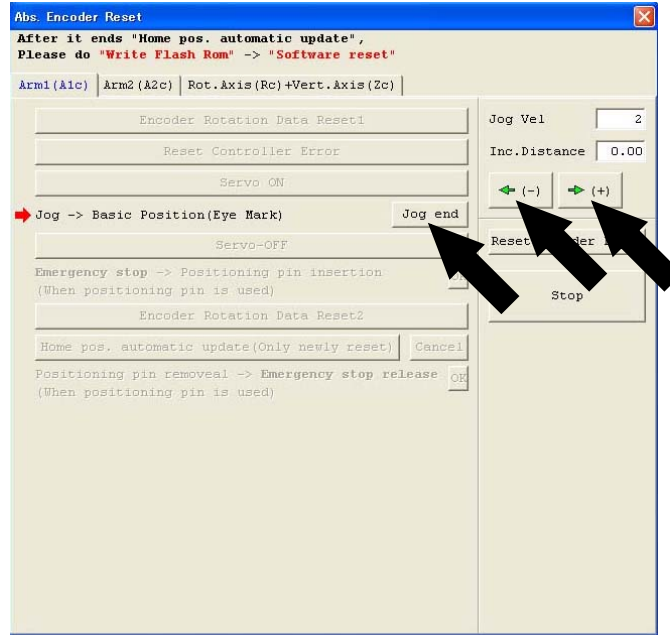 Abs. Encoder Reset
After it ends "Home pos. automatic update",
Please do "Write Flash Rom" -> "Software reset"
Arm1(A1c) Arm2(A2c) Rot.Axis(Rc)+Vert.Axis(Zc)
Encoder Rotation Data Reset1
Reset Controller Error
Servo ON
Jog -> Basic Position(Eye Mark) Jog end
Servo-OFF
Emergency stop -> Positioning pin insertion
(When positioning pin is used)
Encoder Rotation Data Reset2
Home pos. automatic update(Only newly reset) Cancel
Positioning pin removeal -> Emergency stop release OK
(When positioning pin is used)
Jog Vel 2
Inc.Distance 0.00
(-) (+)
Reset
Stop